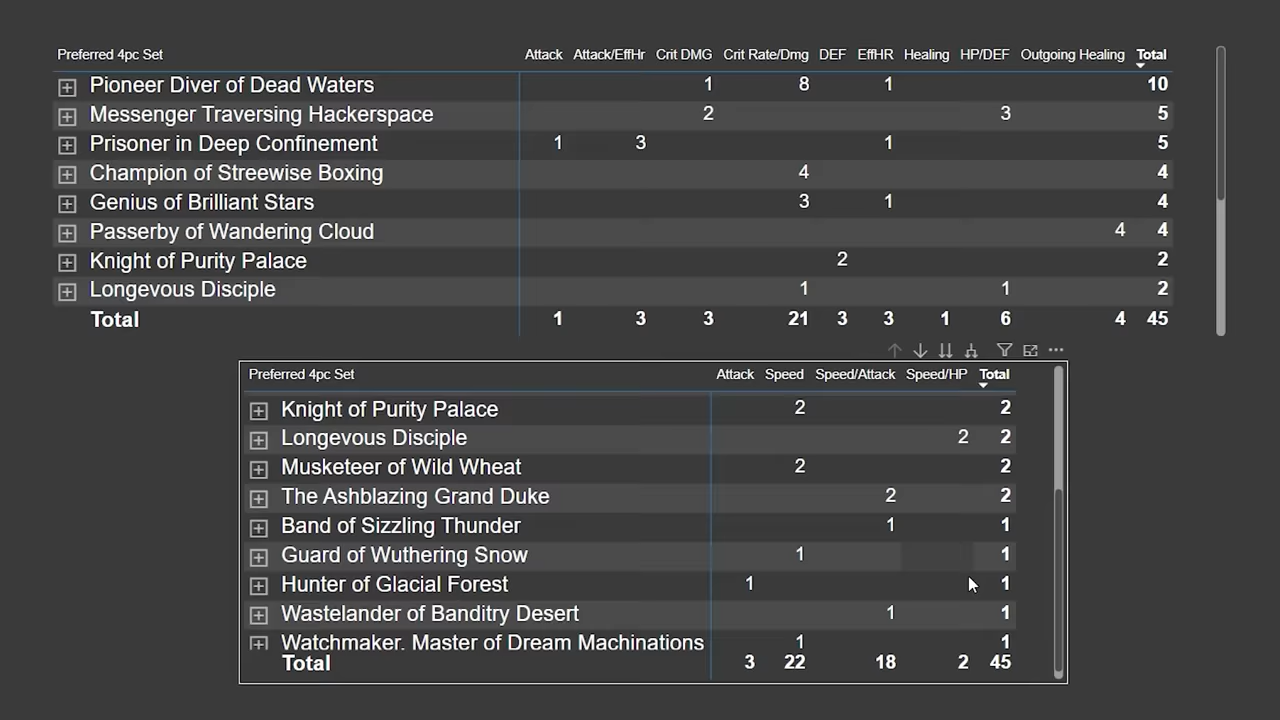 Preferred 4pc Set Attack Attack/EffHr Crit DMG Crit Rate/Dmg DEF EffHR Healing HP/DEF Outgoing Healing Total
Pioneer Diver of Dead Waters 1 8 1 10
Messenger Traversing Hackerspace 2 3 5
Prisoner in Deep Confinement 1 3 1 5
Champion of Streewise Boxing 4 4
Genius of Brilliant Stars 3 1 4
Passerby of Wandering Cloud 4 4
Knight of Purity Palace 2 2
Longevous Disciple 1 1 2
Total 1 3 3 21 3 3 1 6 4 45
Preferred 4pc Set Attack Speed Speed/Attack Speed/HP Total
Knight of Purity Palace 2 2
Longevous Disciple 2 2
Musketeer of Wild Wheat 2 2
The Ashblazing Grand Duke 2 2
Band of Sizzling Thunder 1 1
Guard of Wuthering Snow 1 1
Hunter of Glacial Forest 1 1
Wastelander of Banditry Desert 1 1
Watchmaker. Master of Dream Machinations 1 1
Total 3 22 18 2 45